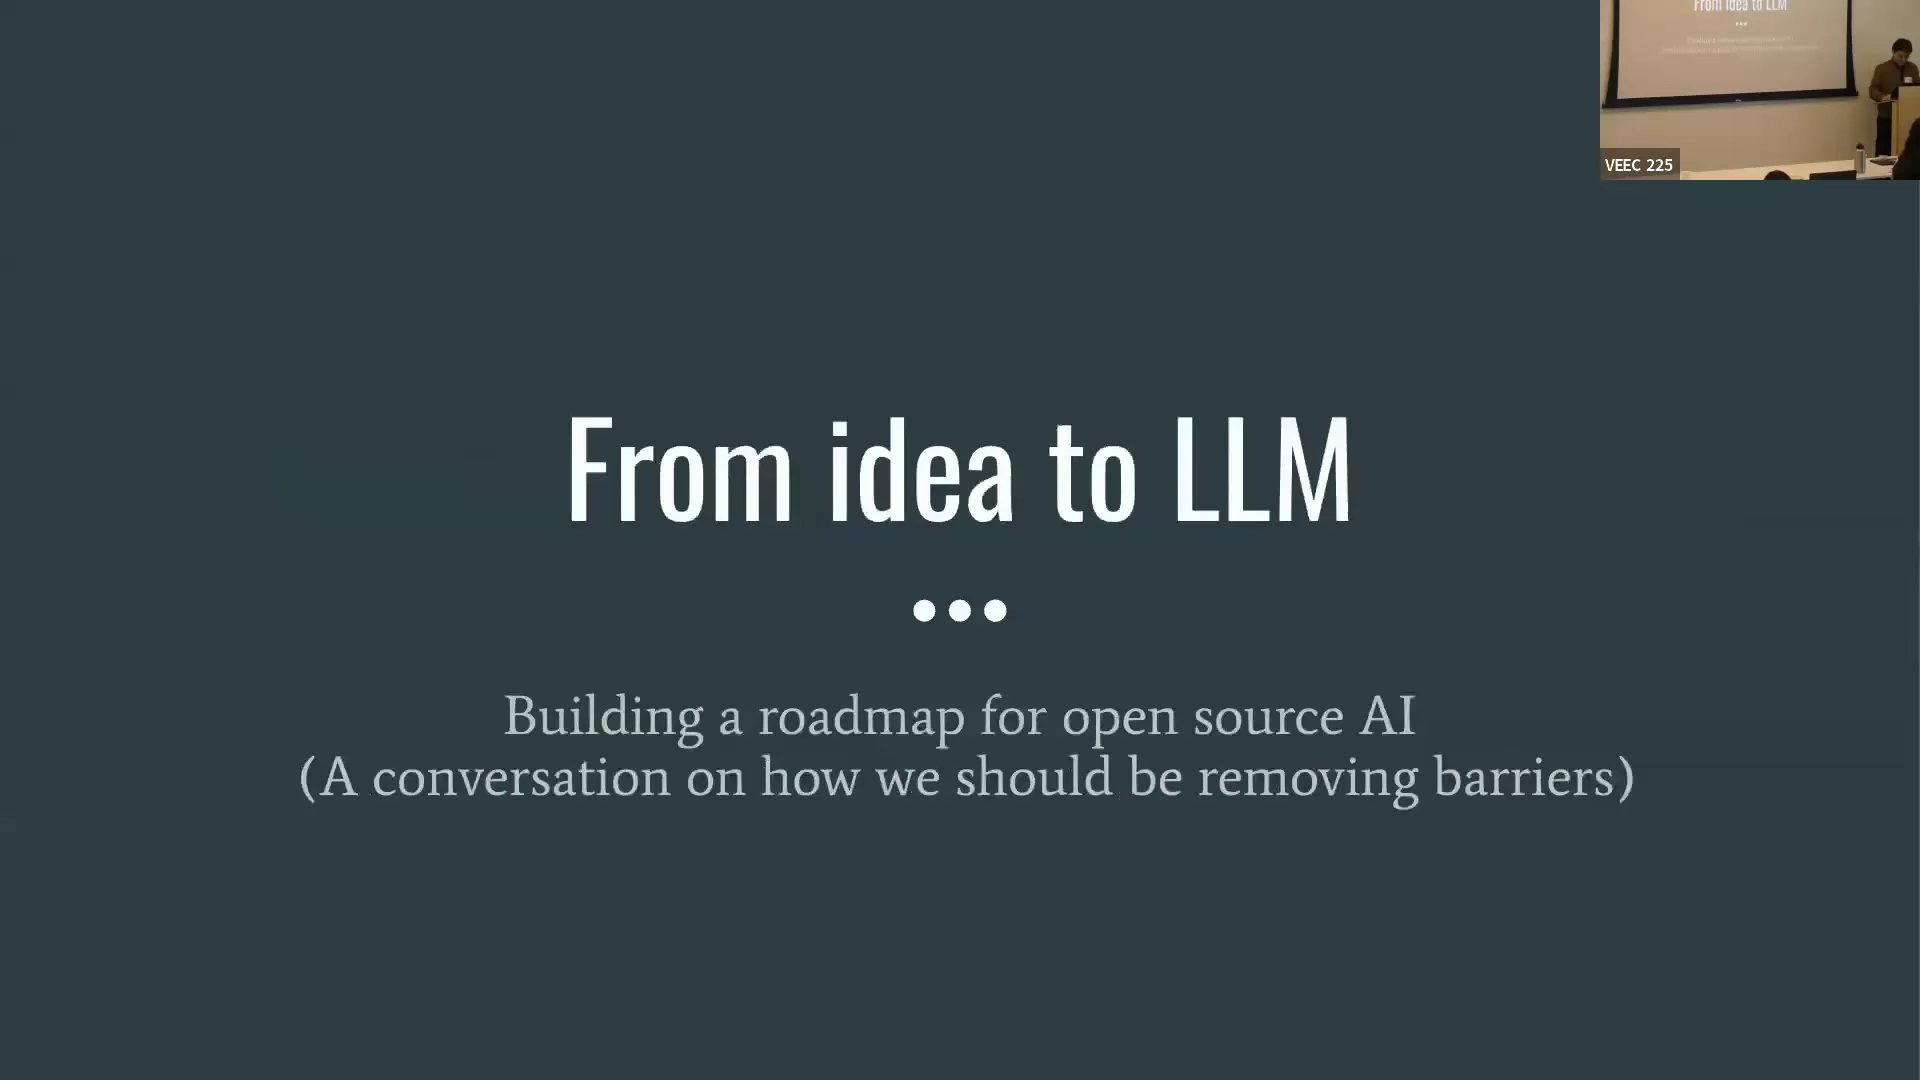 From idea to LLM
Building a roadmap for open source AI
(A conversation on how we should be removing barriers)
From idea to LLM
VEEC 225